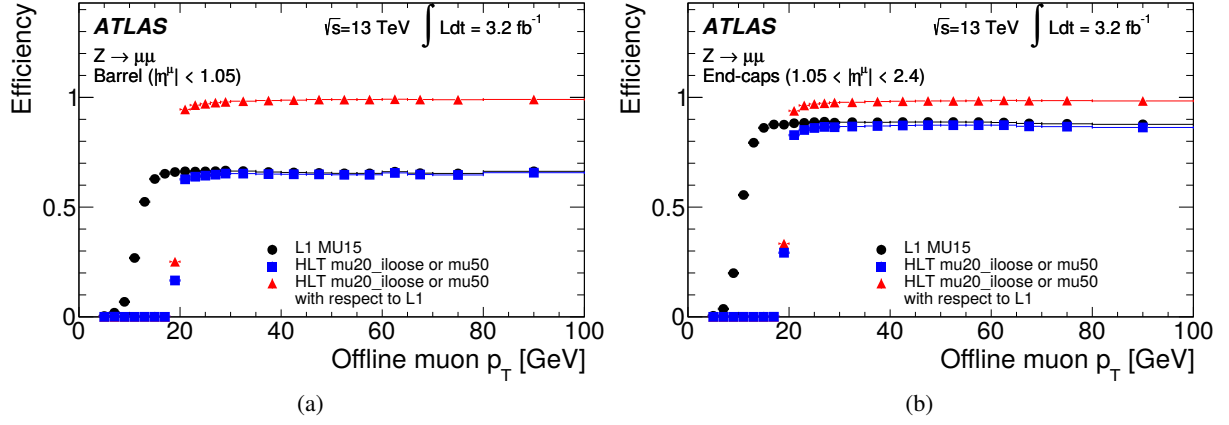 ATLAS √s=13 TeV ∫ Ldt = 3.2 fb⁻¹
Z → μμ
Barrel (|η^μ| < 1.05)
Efficiency
1
0.5
0
L1 MU15
HLT mu20_iloose or mu50
HLT mu20_iloose or mu50
with respect to L1
0 20 40 60 80 100
Offline muon p_T [GeV]
(a)
ATLAS √s=13 TeV ∫ Ldt = 3.2 fb⁻¹
Z → μμ
End-caps (1.05 < |η^μ| < 2.4)
Efficiency
1
0.5
0
L1 MU15
HLT mu20_iloose or mu50
HLT mu20_iloose or mu50
with respect to L1
0 20 40 60 80 100
Offline muon p_T [GeV]
(b)